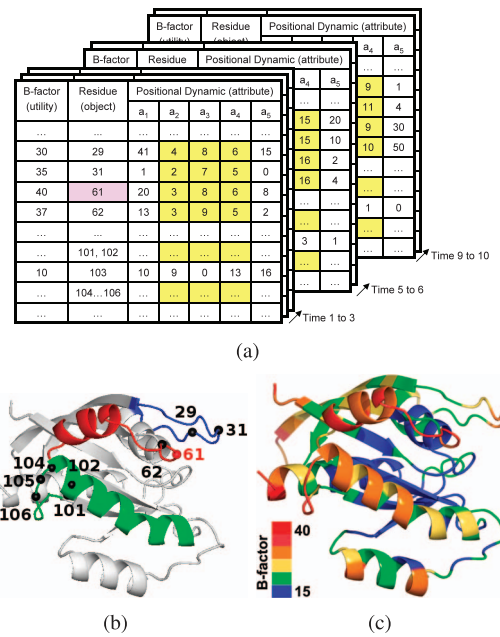 B-factor Residue Positional Dynamic (attribute)
(utility) (object)
a4 a5
... ...
9 1
11 4
9 30
10 50
... ...
... ...
1 0
... ...
... ...
Time 9 to 10
B-factor Residue Positional Dynamic (attribute)
a4 a5
... ...
15 20
15 10
16 2
16 4
... ...
... ...
3 1
... ...
... ...
Time 5 to 6
B-factor Residue Positional Dynamic (attribute)
(utility) (object) a1 a2 a3 a4 a5
... ... ... ... ... ... ...
30 29 41 4 8 6 15
35 31 1 2 7 5 0
40 61 20 3 8 6 8
37 62 13 3 9 5 2
... ... ... ... ... ... ...
101, 102 ... ... ... ... ...
10 103 10 9 0 13 16
... 104...106 ... ... ... ... ...
... ... ... ... ... ... ...
Time 1 to 3
(a)
29
31
62
61
104
102
105
106
101
(b)
B-factor
40
15
(c)